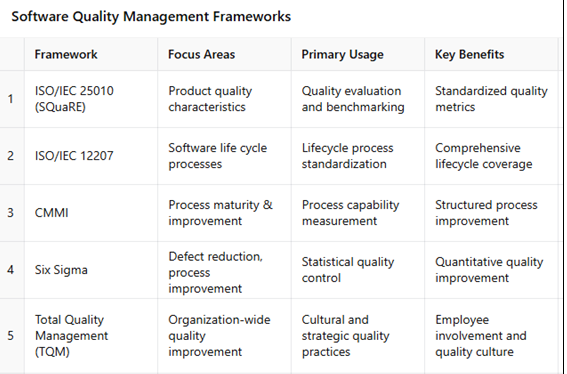 Software Quality Management Frameworks
Framework Focus Areas Primary Usage Key Benefits
1 ISO/IEC 25010 (SQuaRE) Product quality characteristics Quality evaluation and benchmarking Standardized quality metrics
2 ISO/IEC 12207 Software life cycle processes Lifecycle process standardization Comprehensive lifecycle coverage
3 CMMI Process maturity & improvement Process capability measurement Structured process improvement
4 Six Sigma Defect reduction, process improvement Statistical quality control Quantitative quality improvement
5 Total Quality Management (TQM) Organization-wide quality improvement Cultural and strategic quality practices Employee involvement and quality culture